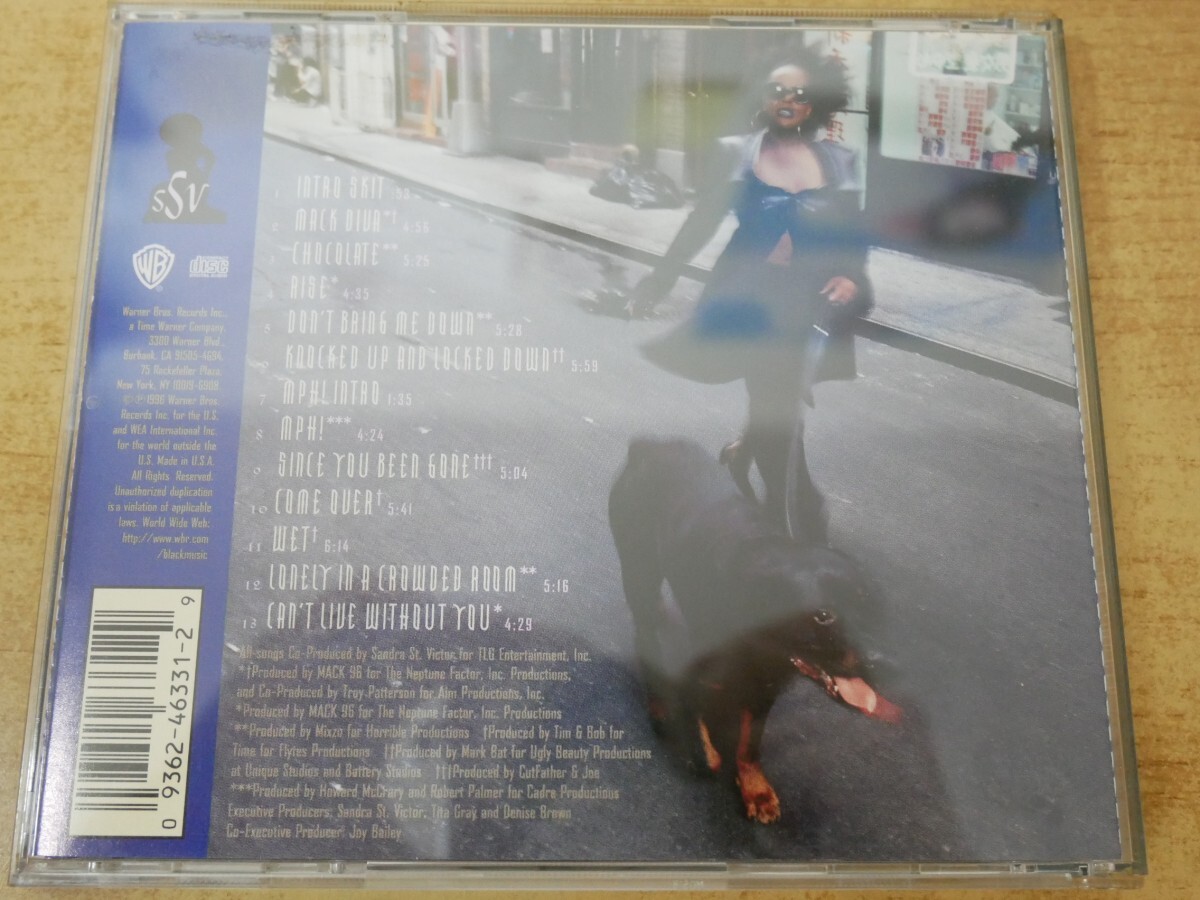 SSV
WB
disc
Warner Bros. Records Inc.,
a Time Warner Company,
3300 Warner Blvd.,
Burbank, CA 91505-4694.
75 Rockefeller Plaza,
New York, NY 10019-6908.
©℗1996 Warner Bros.
Records Inc. for the U.S.
and WEA International Inc.
for the world outside the
U.S. Made in U.S.A.
All Rights Reserved.
Unauthorized duplication
is a violation of applicable
laws. World Wide Web:
http://www.wbr.com
/blackmusic
0 9362-46331-2 9
1 INTRO SKIT
2 MACK DIVA*† 4:56
3 CHOCOLATE** 5:25
4 RISE* 4:35
5 DON'T BRING ME DOWN** 5:28
6 KNOCKED UP AND LOCKED DOWN†† 5:59
7 MPH! INTRO 1:35
8 MPH!*** 4:24
9 SINCE YOU BEEN GONE††† 5:04
10 COME OVER† 5:41
11 WET† 6:14
12 LONELY IN A CROWDED ROOM** 5:16
13 CAN'T LIVE WITHOUT YOU* 4:29
All songs Co-Produced by Sandra St. Victor for TLG Entertainment, Inc.
*†Produced by MACK 96 for The Neptune Factor, Inc. Productions,
and Co-Produced by Troy Patterson for Aim Productions, Inc.
*Produced by MACK 96 for The Neptune Factor, Inc. Productions
**Produced by Mixzo for Horrible Productions †Produced by Tim & Bob for
Time for Flytes Productions ††Produced by Mark Bat for Ugly Beauty Productions
at Unique Studios and Battery Studios †††Produced by CutFather & Joe
***Produced by Howard McCrary and Robert Palmer for Cadre Productions
Executive Producers: Sandra St. Victor, Tita Gray and Denise Brown
Co-Executive Producer: Joy Bailey